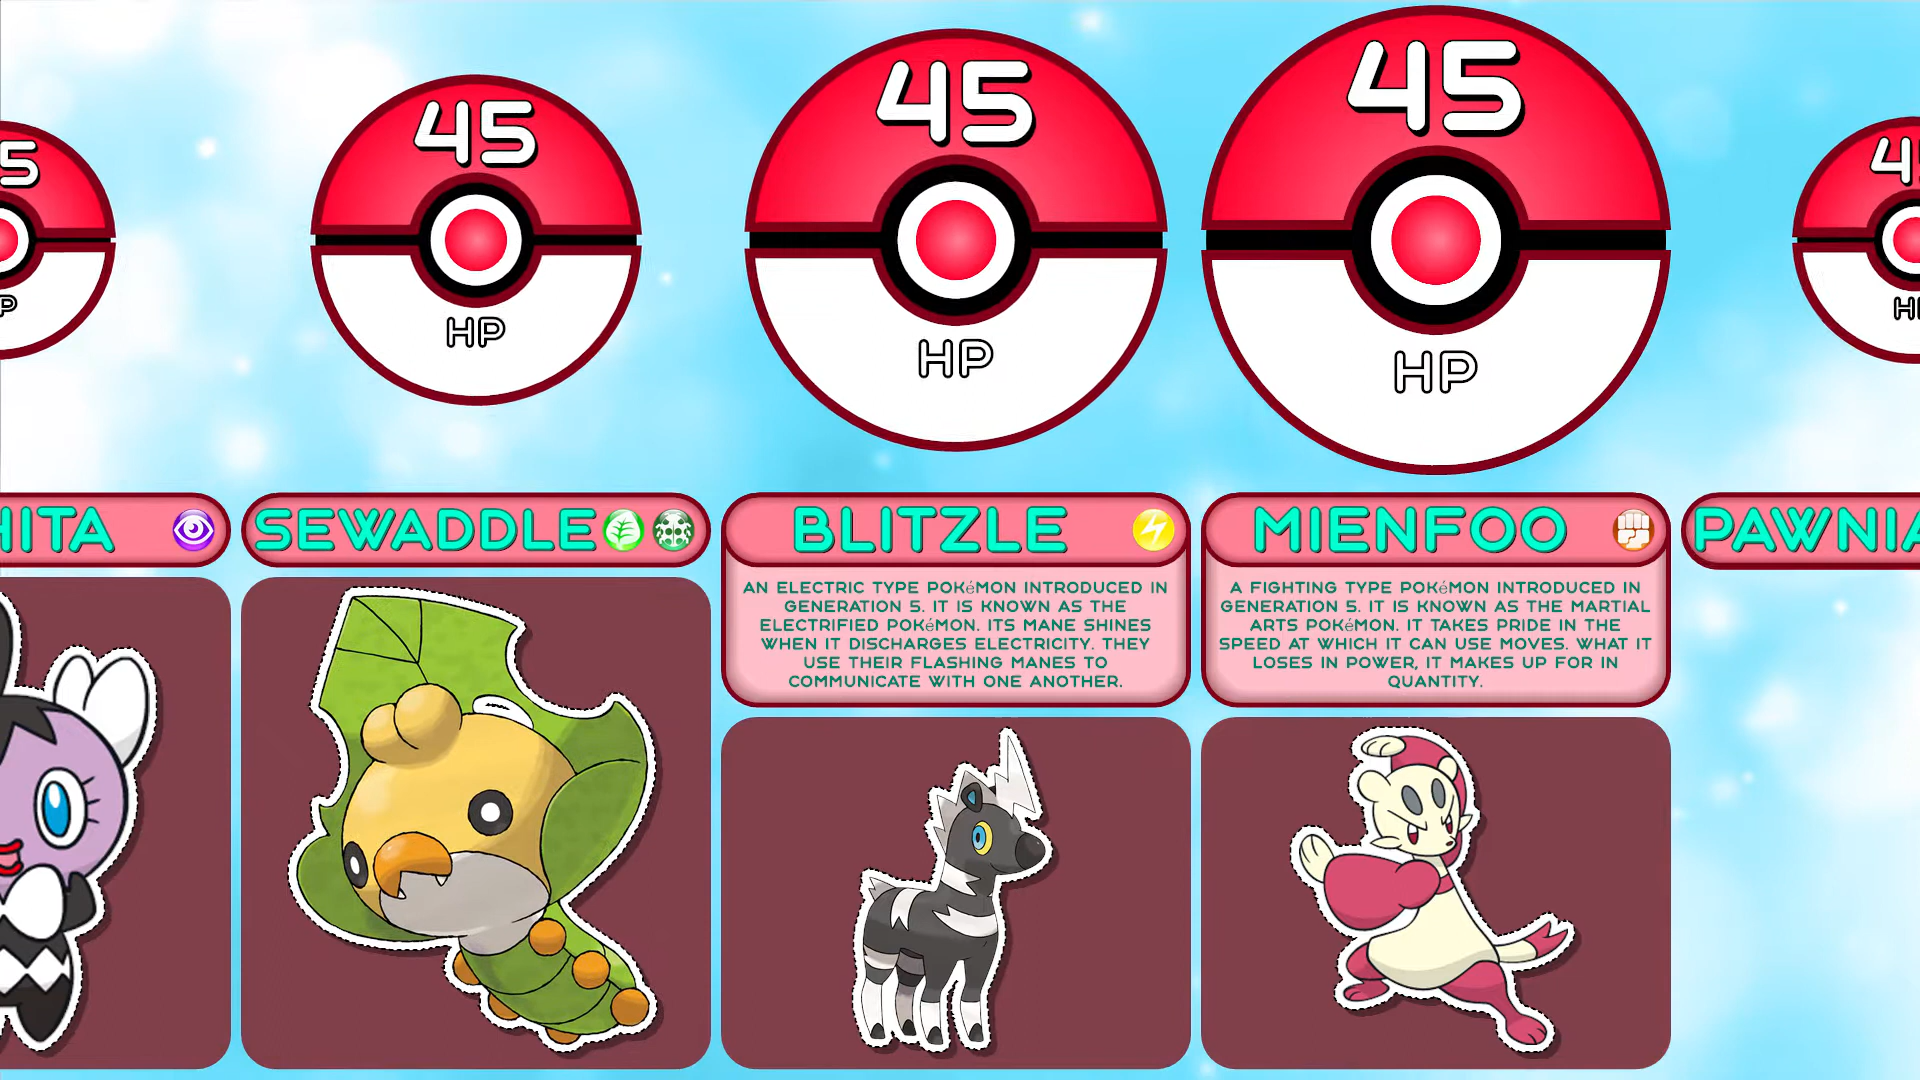 5
45
45
45
45
P
HP
HP
HP
HITA
SEWADDLE
BLITZLE
MIENFOO
PAWNIA
AN ELECTRIC TYPE POKéMON INTRODUCED IN
GENERATION 5. IT IS KNOWN AS THE
ELECTRIFIED POKéMON. ITS MANE SHINES
WHEN IT DISCHARGES ELECTRICITY. THEY
USE THEIR FLASHING MANES TO
COMMUNICATE WITH ONE ANOTHER.
A FIGHTING TYPE POKéMON INTRODUCED IN
GENERATION 5. IT IS KNOWN AS THE MARTIAL
ARTS POKéMON. IT TAKES PRIDE IN THE
SPEED AT WHICH IT CAN USE MOVES. WHAT IT
LOSES IN POWER, IT MAKES UP FOR IN
QUANTITY.